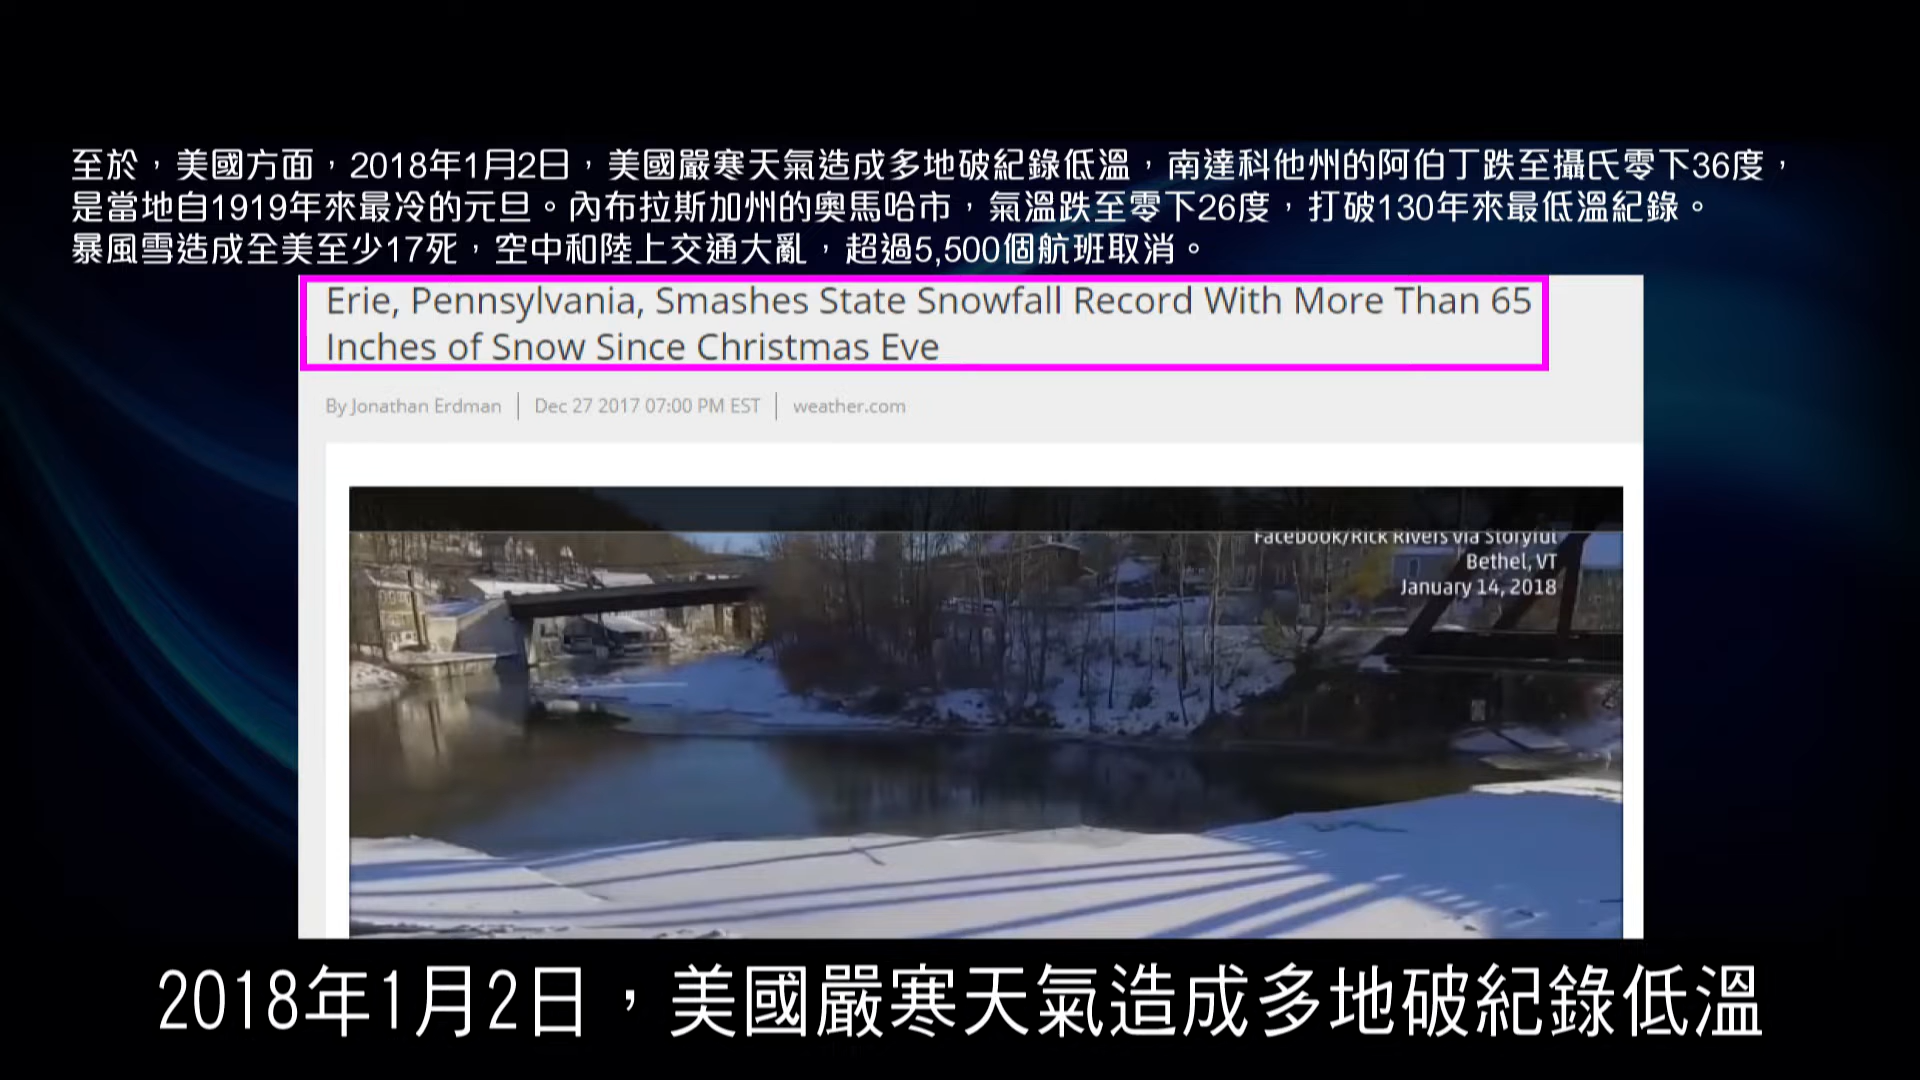 至於，美國方面，2018年1月2日，美國嚴寒天氣造成多地破紀錄低溫，南達科他州的阿伯丁跌至攝氏零下36度，
是當地自1919年來最冷的元旦。內布拉斯加州的奧馬哈市，氣溫跌至零下26度，打破130年來最低溫紀錄。
暴風雪造成全美至少17死，空中和陸上交通大亂，超過5,500個航班取消。
Erie, Pennsylvania, Smashes State Snowfall Record With More Than 65
Inches of Snow Since Christmas Eve
By Jonathan Erdman | Dec 27 2017 07:00 PM EST | weather.com
Facebook/Rick Rivers via Storyful
Bethel, VT
January 14, 2018
2018年1月2日，美國嚴寒天氣造成多地破紀錄低溫